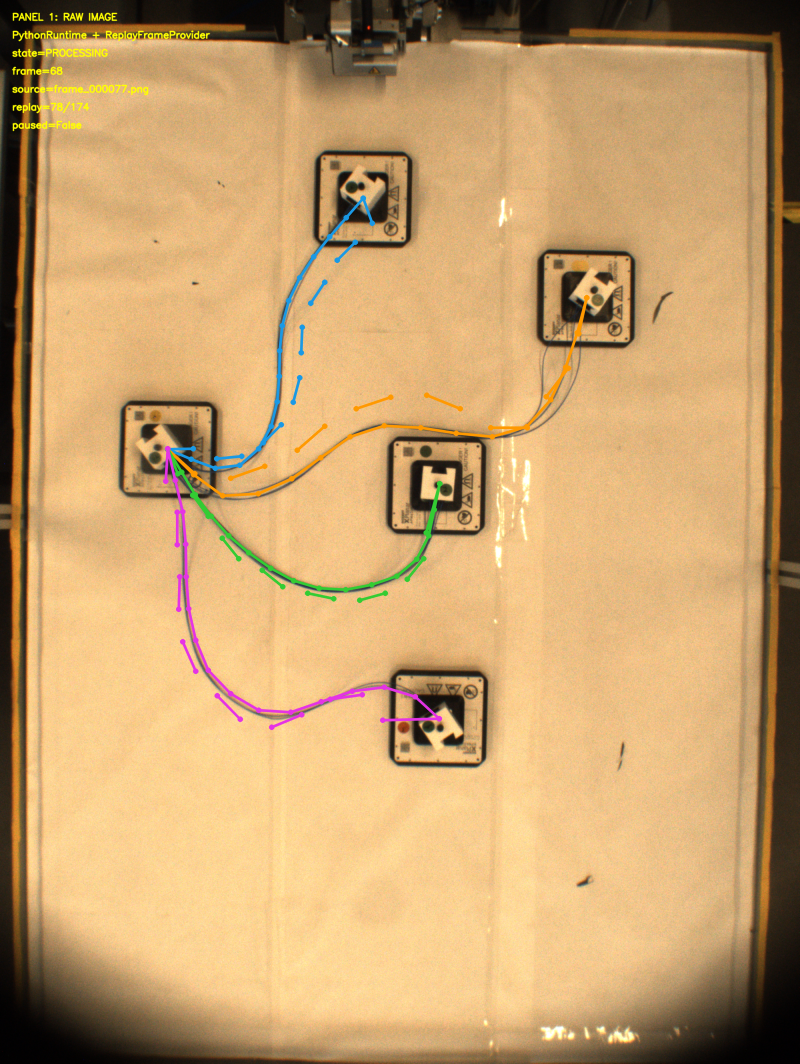 PANEL 1: RAW IMAGE
PythonRuntime + ReplayFrameProvider
state=PROCESSING
frame=68
source=frame_000077.png
replay=78/174
paused=False